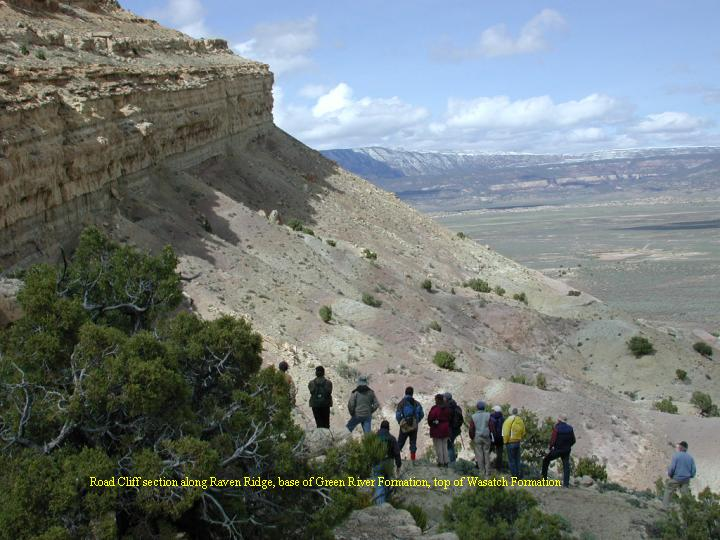 Road Cliff section along Raven Ridge, base of Green River Formation, top of Wasatch Formation